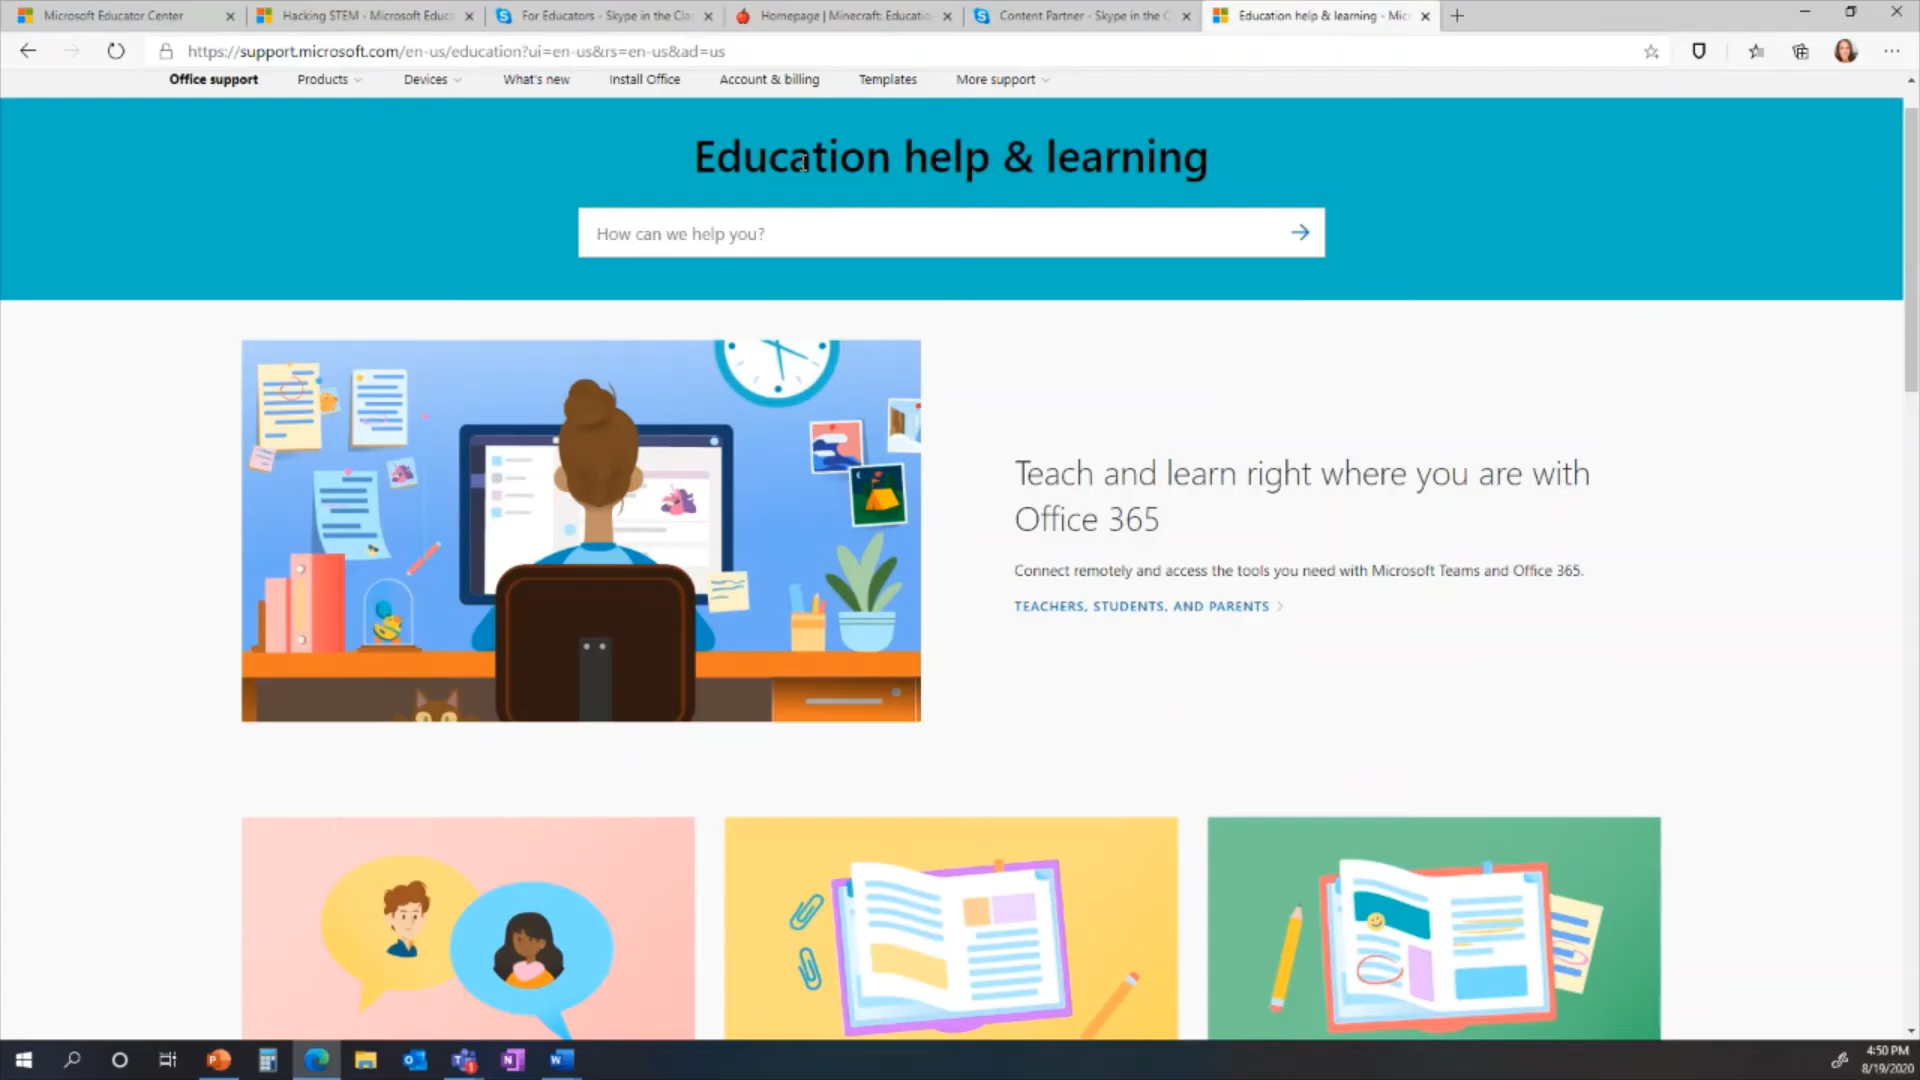 Microsoft Educator Center
Hacking STEM - Microsoft Educ
For Educators - Skype in the Cla
Homepage | Minecraft: Educatio
Content Partner - Skype in the C
Education help & learning - Mic
https://support.microsoft.com/en-us/education?ui=en-us&rs=en-us&ad=us
Office support Products Devices What's new Install Office Account & billing Templates More support
Education help & learning
How can we help you?
Teach and learn right where you are with
Office 365
Connect remotely and access the tools you need with Microsoft Teams and Office 365.
TEACHERS, STUDENTS, AND PARENTS
4:50 PM
8/19/2020